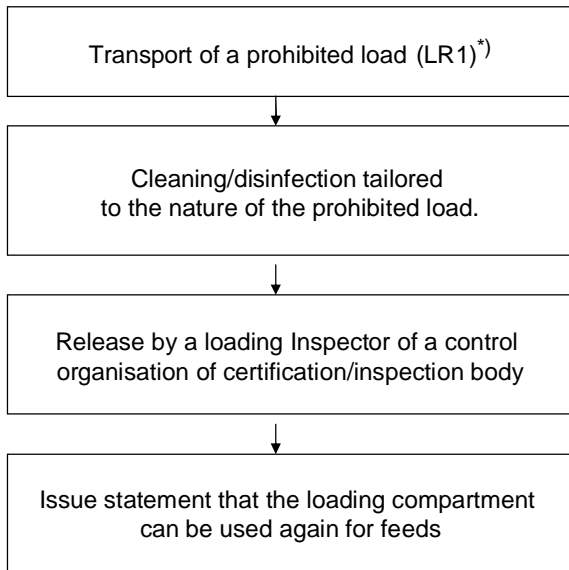 Transport of a prohibited load (LR1)*)
Cleaning/disinfection tailored
to the nature of the prohibited load.
Release by a loading Inspector of a control
organisation of certification/inspection body
Issue statement that the loading compartment
can be used again for feeds